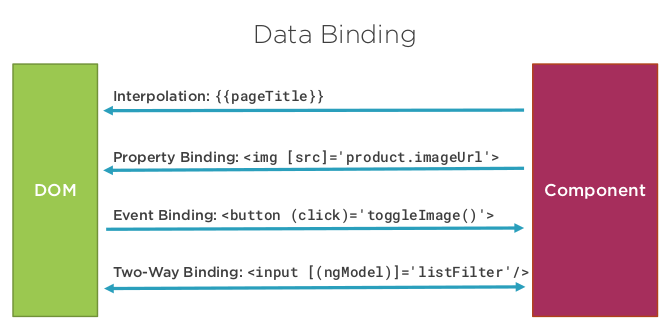 Data Binding
Interpolation: {{pageTitle}}
Property Binding: <img [src]='product.imageUrl'>
DOM
Component
Event Binding: <button (click)='toggleImage()'>
Two-Way Binding: <input [(ngModel)]='listFilter'/>